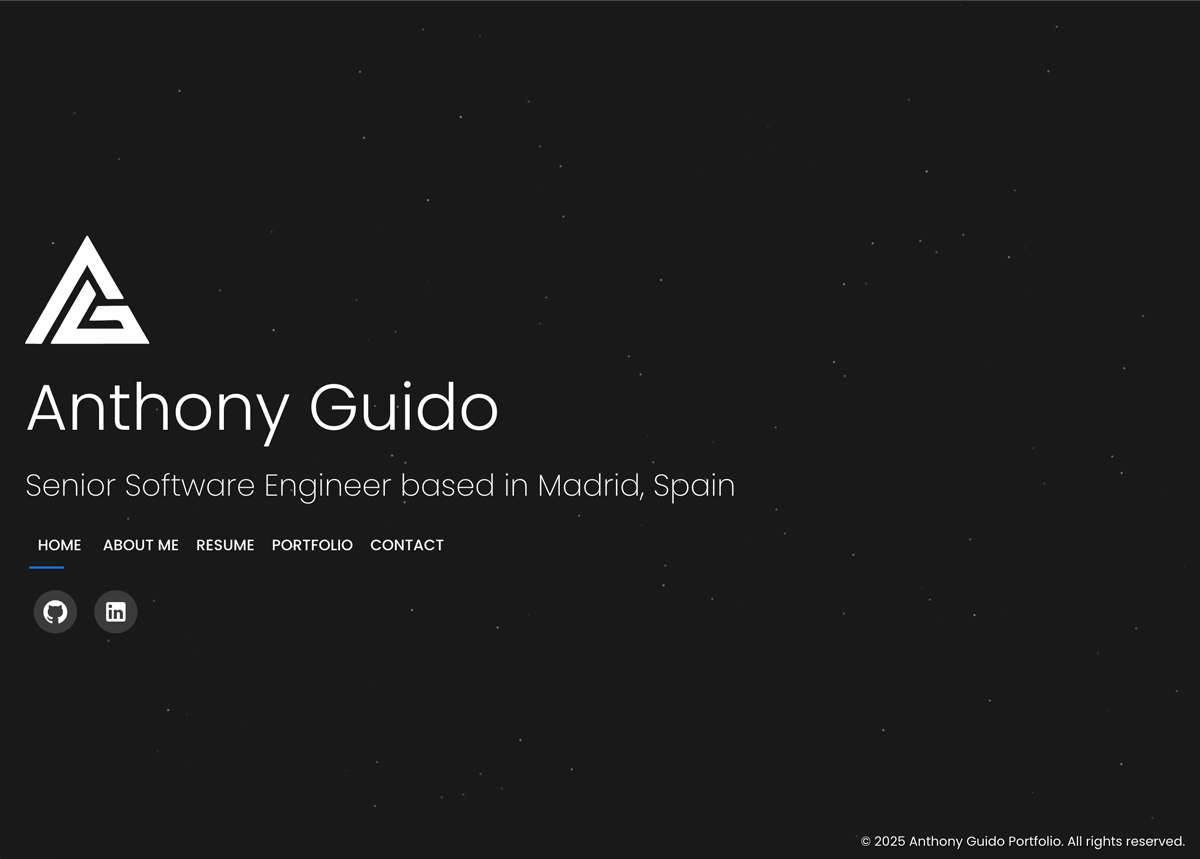 Anthony Guido
Senior Software Engineer based in Madrid, Spain
HOME ABOUT ME RESUME PORTFOLIO CONTACT
in
© 2025 Anthony Guido Portfolio. All rights reserved.